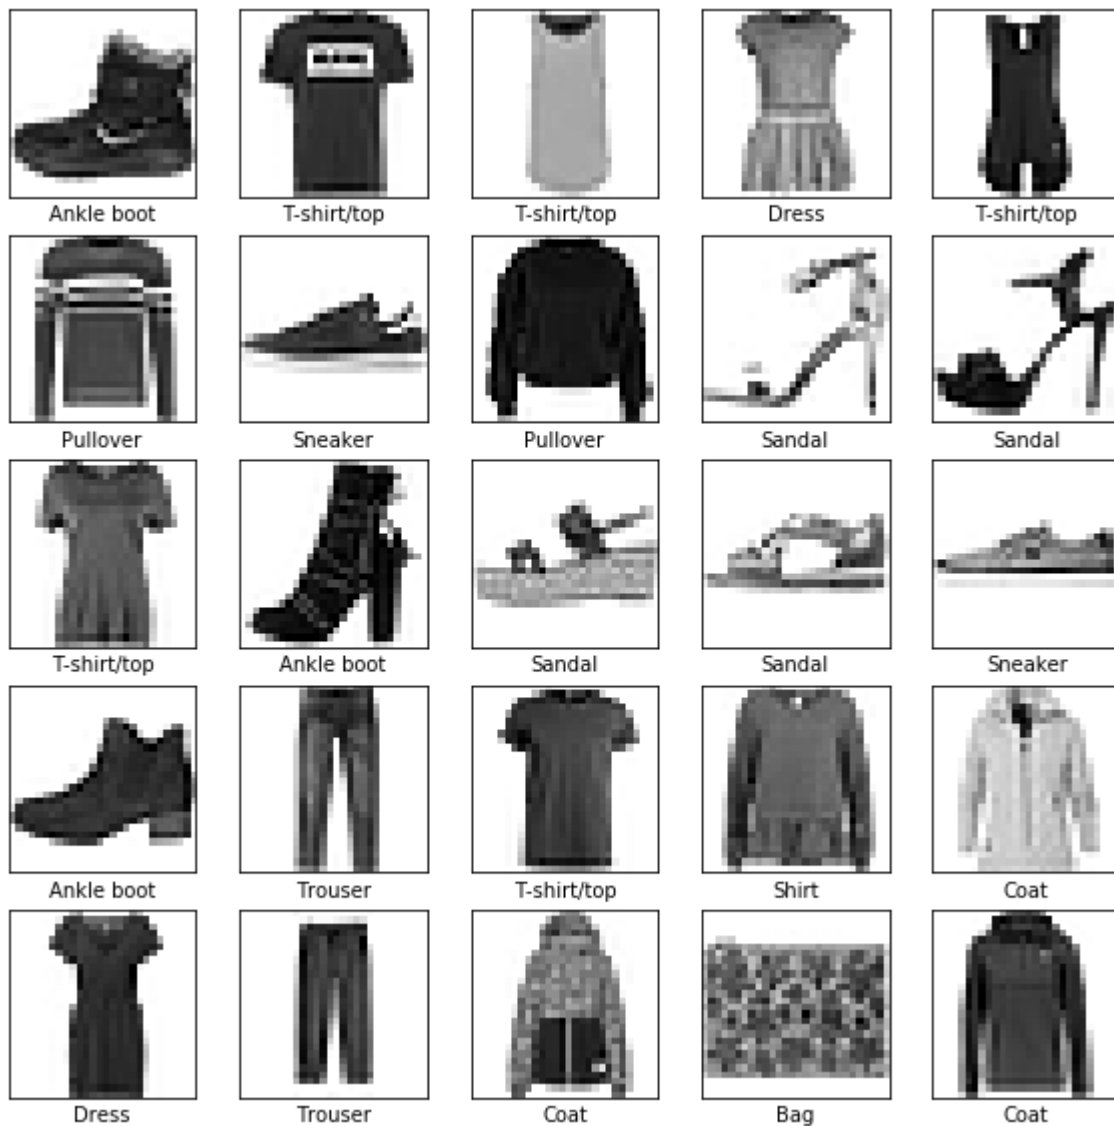 Ankle boot T-shirt/top T-shirt/top Dress T-shirt/top
Pullover Sneaker Pullover Sandal Sandal
T-shirt/top Ankle boot Sandal Sandal Sneaker
Ankle boot Trouser T-shirt/top Shirt Coat
Dress Trouser Coat Bag Coat